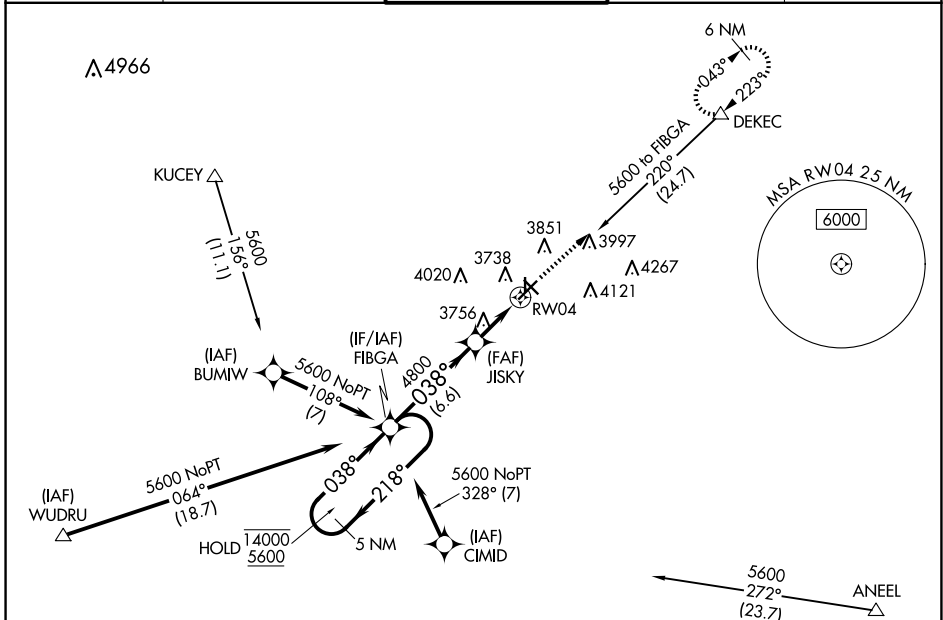 4966
6 NM
043°
223°
DEKEC
5600 to FIBGA
220°
(24.7)
MSA RW04 25 NM
6000
KUCEY
5600
156°
(11.1)
3851
3997
3738
4020
4267
4121
RW04
3756
(IF/IAF)
FIBGA
(FAF)
JISKY
4800
038°
(6.6)
(IAF)
BUMIW
5600 NoPT
108°
(7)
5600 NoPT
064°
(18.7)
(IAF)
WUDRU
038°
218°
5600 NoPT
328° (7)
HOLD 14000
5600
5 NM
(IAF)
CIMID
5600
272°
(23.7)
ANEEL